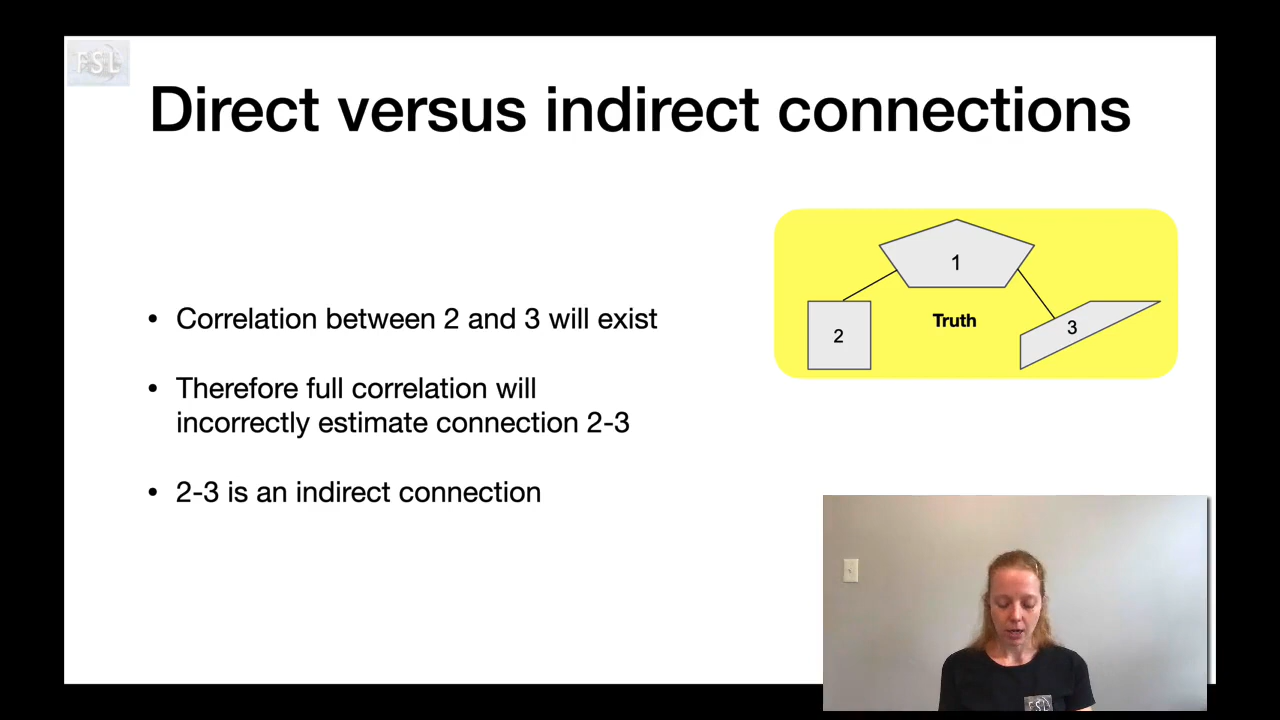 FSL
Direct versus indirect connections
• Correlation between 2 and 3 will exist
• Therefore full correlation will
incorrectly estimate connection 2-3
• 2-3 is an indirect connection
1
2
Truth
3
FSL